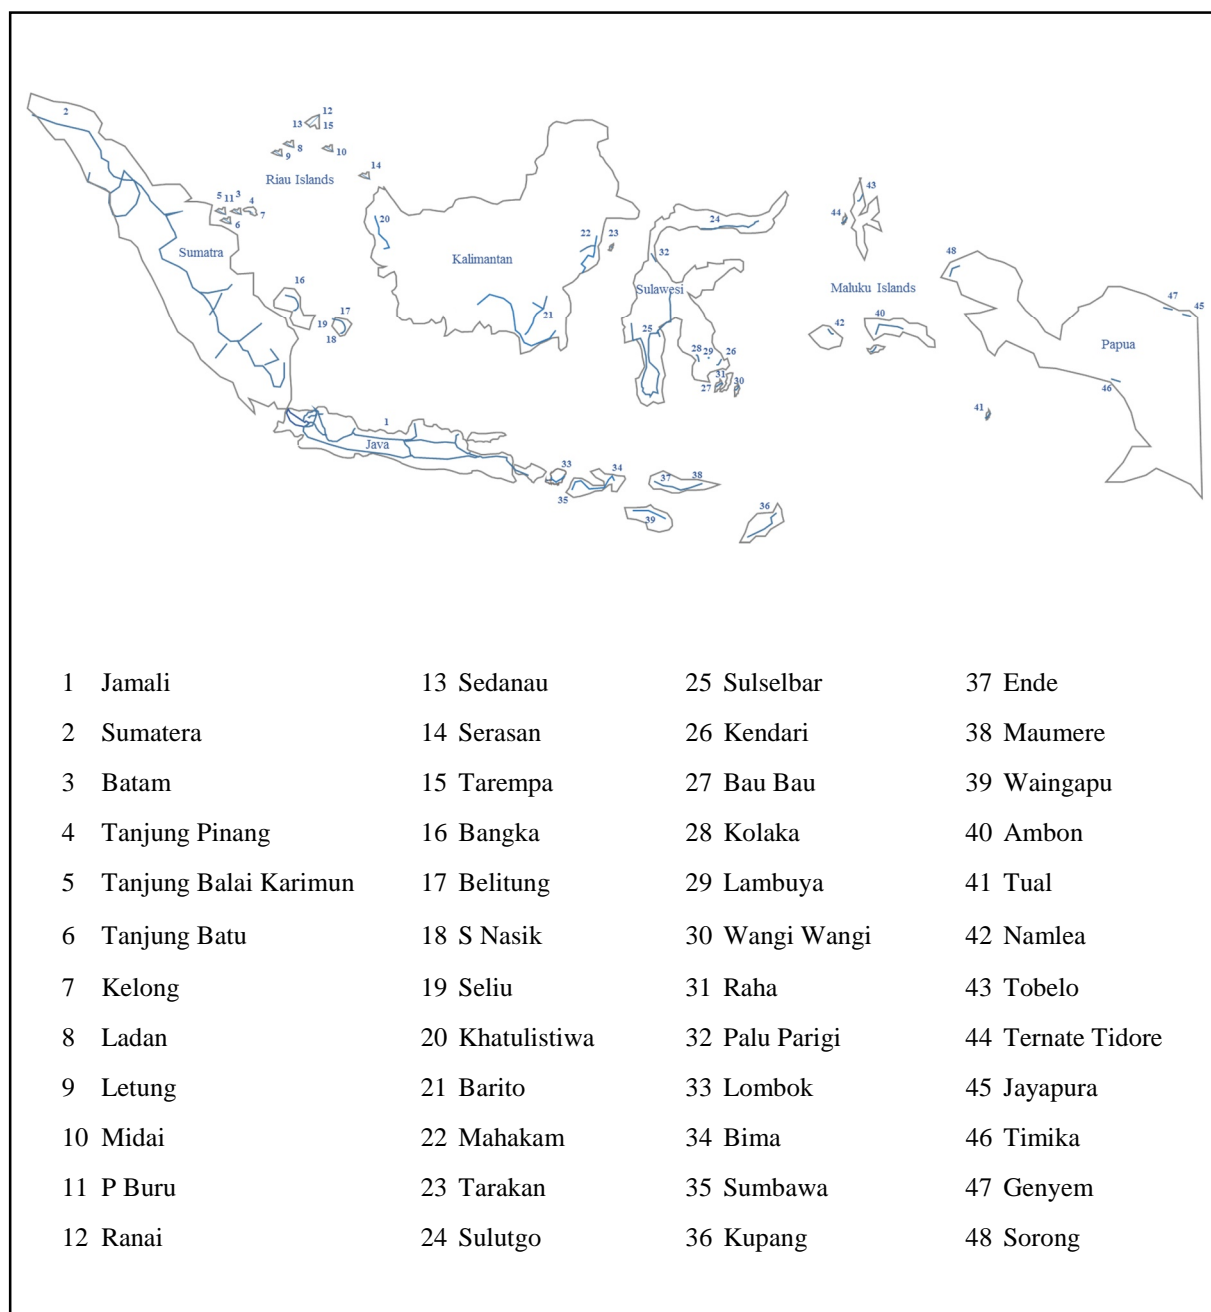 2
12
13
15
8
10
9
14
Riau Islands
5
11
3
4
7
6
43
44
20
24
22
23
32
48
Sumatra
Kalimantan
Sulawesi
Maluku Islands
16
19
17
18
21
25
28
29
26
31
27
30
42
40
47
45
Papua
46
41
1
Java
33
34
35
37
38
39
36
1 Jamali
2 Sumatera
3 Batam
4 Tanjung Pinang
5 Tanjung Balai Karimun
6 Tanjung Batu
7 Kelong
8 Ladan
9 Letung
10 Midai
11 P Buru
12 Ranai
13 Sedanau
14 Serasan
15 Tarempa
16 Bangka
17 Belitung
18 S Nasik
19 Seliu
20 Khatulistiwa
21 Barito
22 Mahakam
23 Tarakan
24 Sulutgo
25 Sulselbar
26 Kendari
27 Bau Bau
28 Kolaka
29 Lambuya
30 Wangi Wangi
31 Raha
32 Palu Parigi
33 Lombok
34 Bima
35 Sumbawa
36 Kupang
37 Ende
38 Maumere
39 Waingapu
40 Ambon
41 Tual
42 Namlea
43 Tobelo
44 Ternate Tidore
45 Jayapura
46 Timika
47 Genyem
48 Sorong